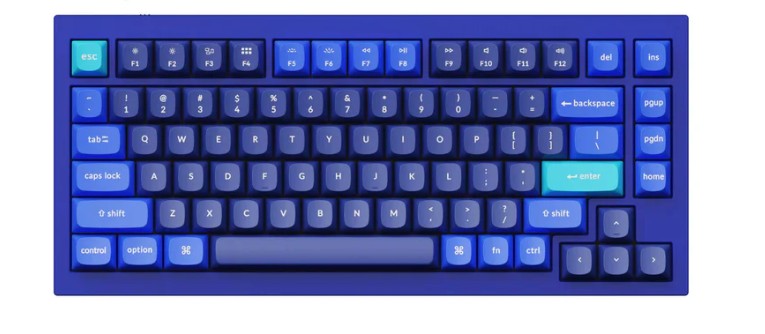 esc F1 F2 F3 F4 F5 F6 F7 F8 F9 F10 F11 F12 del ins
~ ! @ # $ % ^ & * ( ) — + ← backspace pgup
` 1 2 3 4 5 6 7 8 9 0 - =
tab Q W E R T Y U I O P { } | pgdn
[ ] \
caps lock A S D F G H J K L : " ↵ enter home
; '
⇧ shift Z X C V B N M < > ? ⇧ shift ^
, . /
control option ⌘ ⌘ fn ctrl < ⌄ >